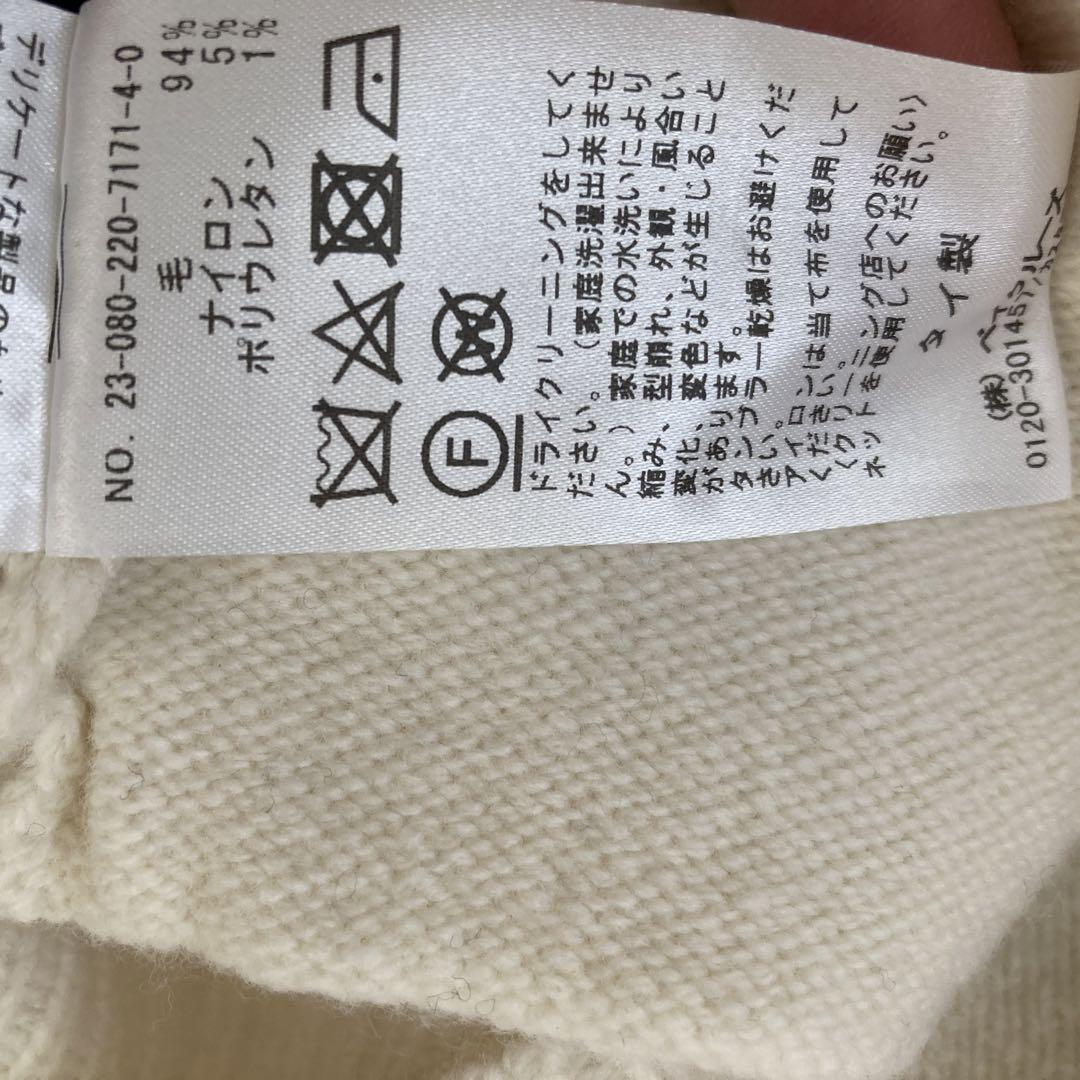 NO. 23-080-220-7171-4-0
毛 94%
ナイロン 5%
ポリウレタン 1%
F
ドライクリーニングをしてく
ださい。(家庭洗濯出来ませ
ん。)家庭での水洗いにより
縮み、型崩れ、外観・風合い
変化、変色などが生じること
があります。
タンブラー乾燥はお避けくだ
さい。
アイロンは当て布を使用して
ください。
(クリーニング店へのお願い)
ネットを使用してください。
タイ製
(株)
0120-30145
デリケートな